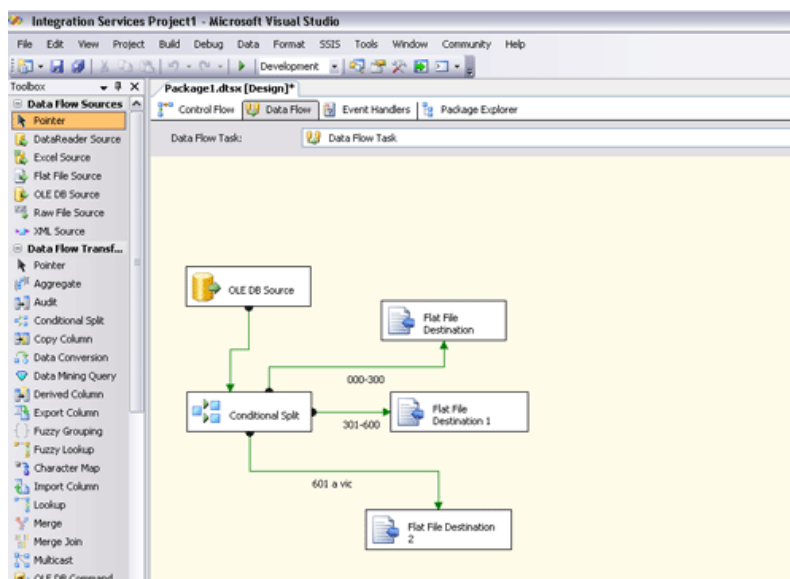 Integration Services Project1 - Microsoft Visual Studio
File Edit View Project Build Debug Data Format SSIS Tools Window Community Help
Development
Toolbox
Package1.dtsx [Design]*
Data Flow Sources
Control Flow Data Flow Event Handlers Package Explorer
Pointer
DataReader Source
Data Flow Task: Data Flow Task
Excel Source
Flat File Source
OLE DB Source
Raw File Source
XML Source
Data Flow Transf...
Pointer
Aggregate
Audit
Conditional Split
Copy Column
Data Conversion
Data Mining Query
Derived Column
Export Column
Fuzzy Grouping
Fuzzy Lookup
Character Map
Import Column
Lookup
Merge
Merge Join
Multicast
OLE DB Command
OLE DB Source
Flat File
Destination
000-300
Conditional Split
Flat File
Destination 1
301-600
601 a vic
Flat File Destination
2